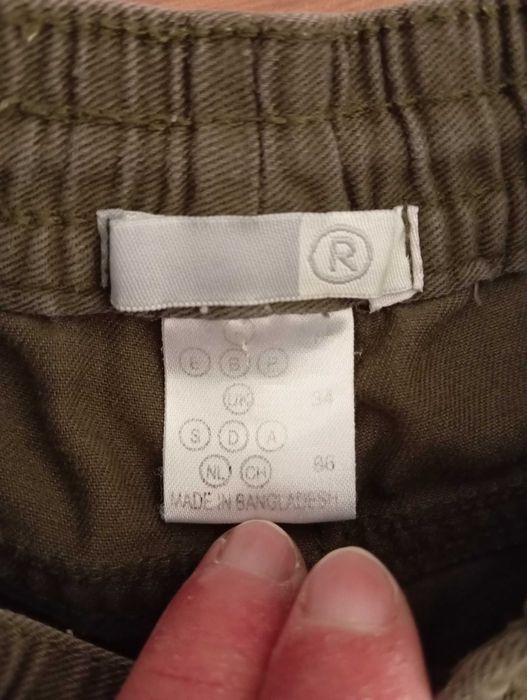 R
E B P
UK 34
S D A
NL CH 86
MADE IN BANGLADESH